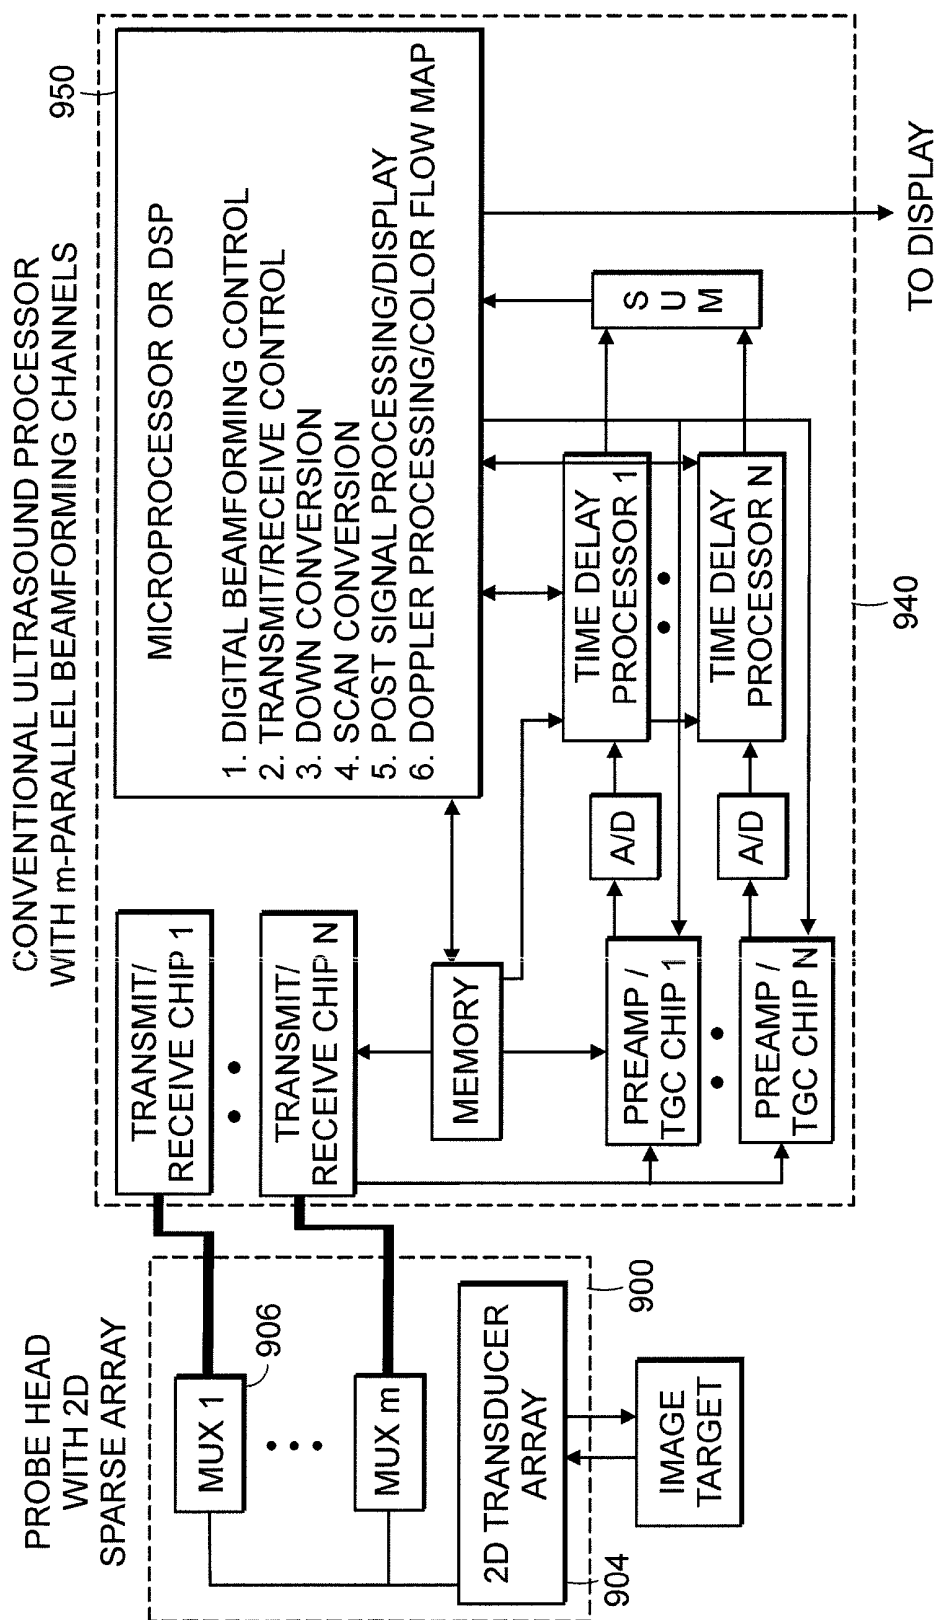 CONVENTIONAL ULTRASOUND PROCESSOR
WITH m-PARALLEL BEAMFORMING CHANNELS
PROBE HEAD
WITH 2D
SPARSE ARRAY
MUX 1
906
MUX m
2D TRANSDUCER
ARRAY
904
900
IMAGE
TARGET
TRANSMIT/
RECEIVE CHIP 1
TRANSMIT/
RECEIVE CHIP N
MEMORY
PREAMP /
TGC CHIP 1
PREAMP /
TGC CHIP N
A/D
A/D
950
MICROPROCESSOR OR DSP
1. DIGITAL BEAMFORMING CONTROL
2. TRANSMIT/RECEIVE CONTROL
3. DOWN CONVERSION
4. SCAN CONVERSION
5. POST SIGNAL PROCESSING/DISPLAY
6. DOPPLER PROCESSING/COLOR FLOW MAP
TIME DELAY
PROCESSOR 1
TIME DELAY
PROCESSOR N
S
U
M
940
TO DISPLAY